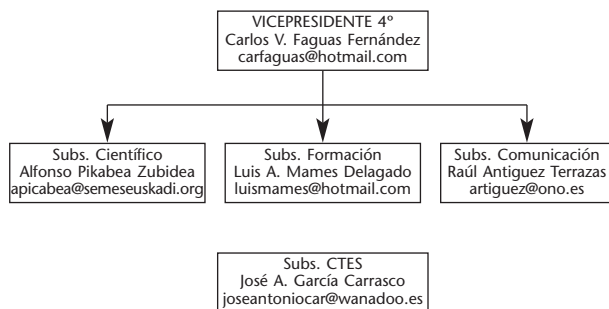 VICEPRESIDENTE 4º
Carlos V. Faguas Fernández
carfaguas@hotmail.com
Subs. Científico
Alfonso Pikabea Zubidea
apicabea@semeseuskadi.org
Subs. Formación
Luis A. Mames Delagado
luismames@hotmail.com
Subs. Comunicación
Raúl Antiguez Terrazas
artiguez@ono.es
Subs. CTES
José A. García Carrasco
joseantoniocar@wanadoo.es